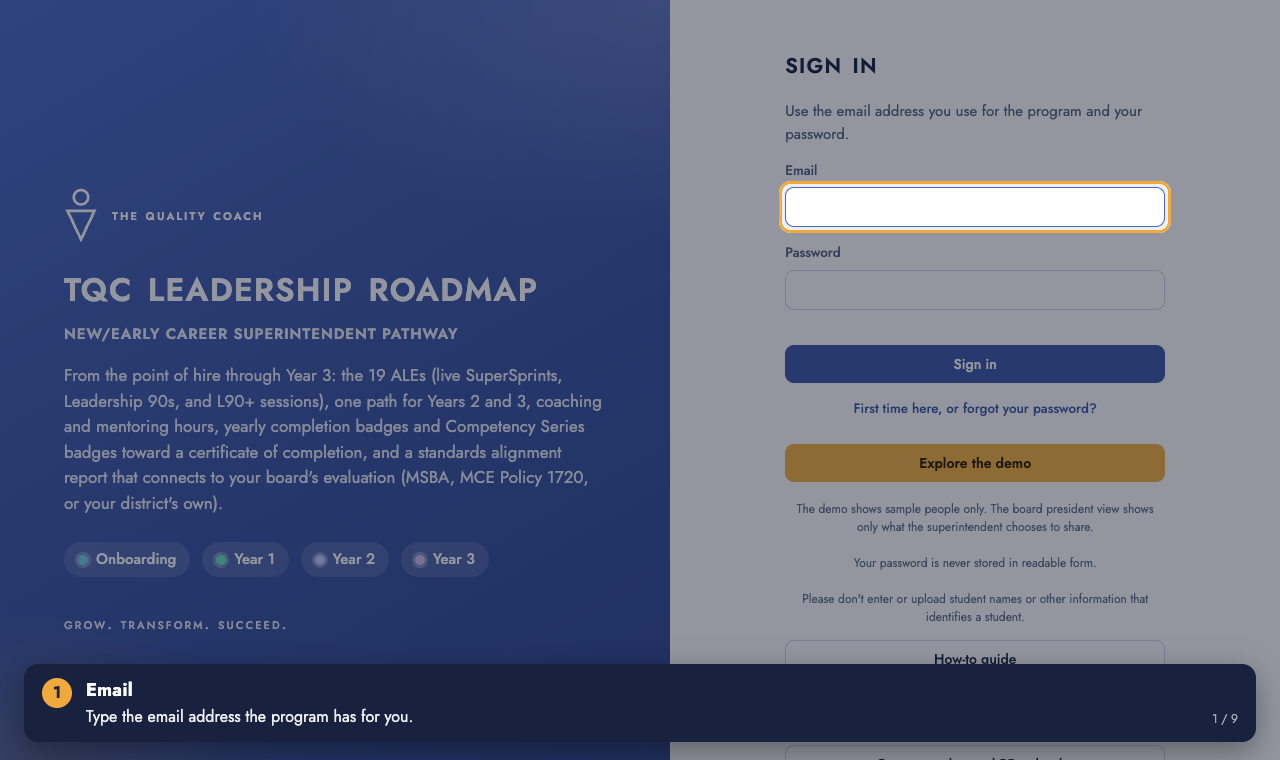 THE QUALITY COACH
TQC LEADERSHIP ROADMAP
NEW/EARLY CAREER SUPERINTENDENT PATHWAY
From the point of hire through Year 3: the 19 ALEs (live SuperSprints,
Leadership 90s, and L90+ sessions), one path for Years 2 and 3, coaching
and mentoring hours, yearly completion badges and Competency Series
badges toward a certificate of completion, and a standards alignment
report that connects to your board's evaluation (MSBA, MCE Policy 1720,
or your district's own).
Onboarding
Year 1
Year 2
Year 3
GROW. TRANSFORM. SUCCEED.
SIGN IN
Use the email address you use for the program and your
password.
Email
Password
Sign in
First time here, or forgot your password?
Explore the demo
The demo shows sample people only. The board president view shows
only what the superintendent chooses to share.
Your password is never stored in readable form.
Please don't enter or upload student names or other information that
identifies a student.
How-to guide
1
Email
Type the email address the program has for you.
1 / 9